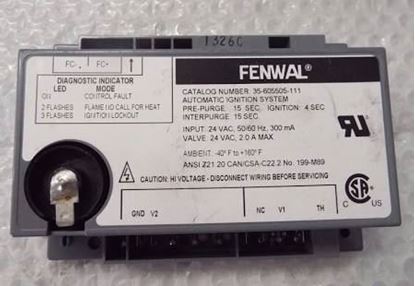 1326C
FC- FC+
FENWAL®
DIAGNOSTIC INDICATOR
LED MODE
ON CONTROL FAULT
2 FLASHES FLAME NO CALL FOR HEAT
3 FLASHES IGNITION LOCKOUT
CATALOG NUMBER 35-605505-111
AUTOMATIC IGNITION SYSTEM
PRE-PURGE: 15 SEC, IGNITION: 4 SEC
INTERPURGE 15 SEC
INPUT: 24 VAC, 50/60 Hz, 300 mA
VALVE: 24 VAC, 2.0 A MAX
AMBIENT: -40° F to +160° F
ANSI Z21 20 CAN/CSA-C22.2 No. 199-M89
CAUTION: HI VOLTAGE - DISCONNECT WIRING BEFORE SERVICING
GND V2 NC V1 TH